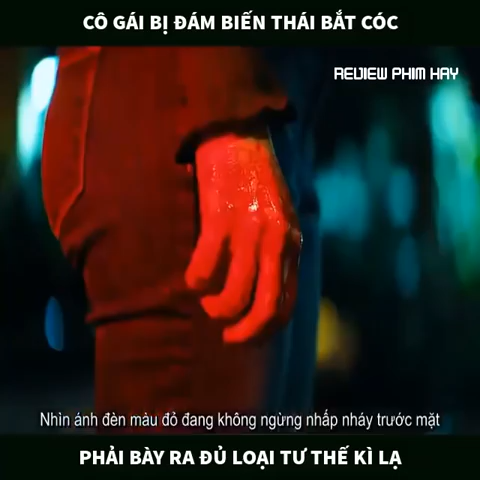 CÔ GÁI BỊ ĐÁM BIẾN THÁI BẮT CÓC
REVIEW PHIM HAY
Nhìn ánh đèn màu đỏ đang không ngừng nhấp nháy trước mặt
PHẢI BÀY RA ĐỦ LOẠI TƯ THẾ KÌ LẠ